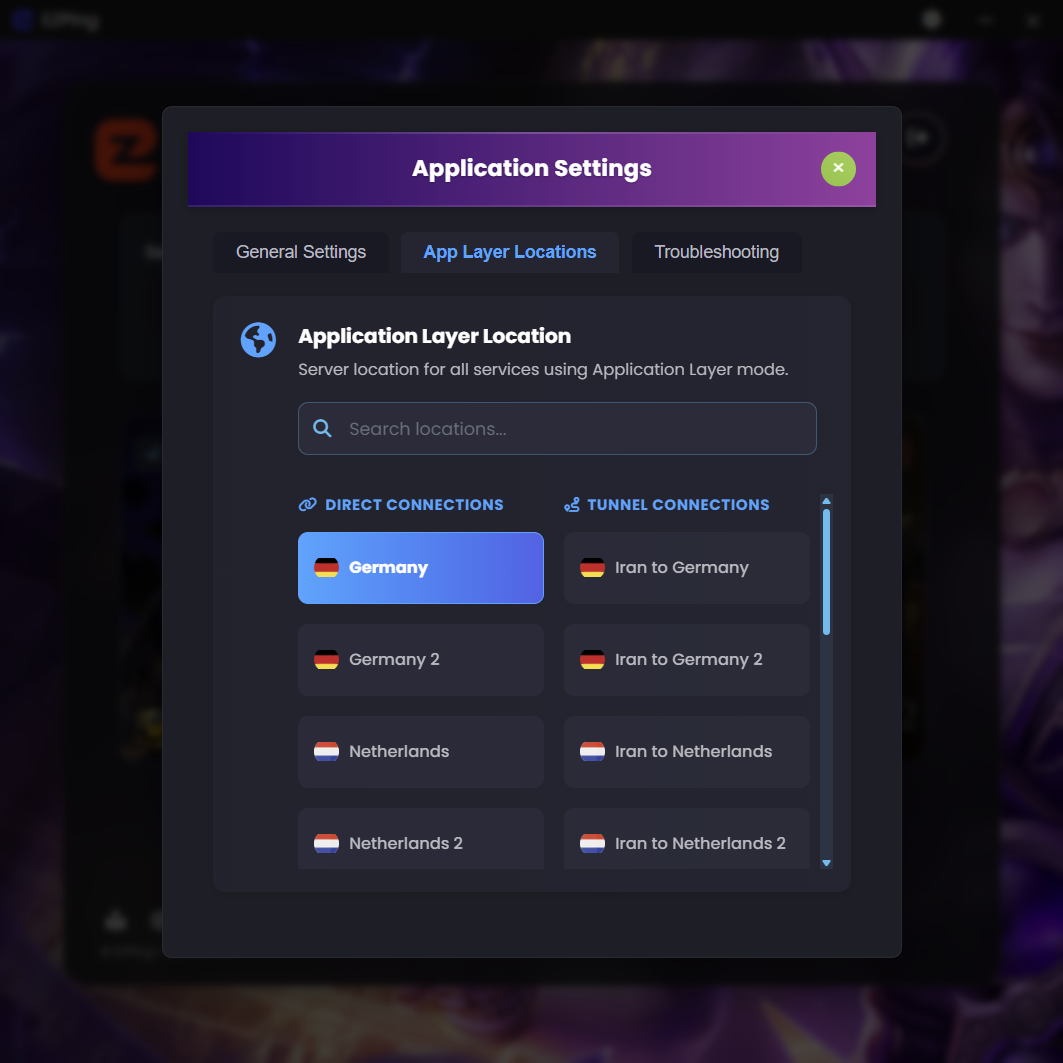 EZPing
Application Settings
General Settings
App Layer Locations
Troubleshooting
Application Layer Location
Server location for all services using Application Layer mode.
Search locations...
DIRECT CONNECTIONS
TUNNEL CONNECTIONS
Germany
Iran to Germany
Germany 2
Iran to Germany 2
Netherlands
Iran to Netherlands
Netherlands 2
Iran to Netherlands 2